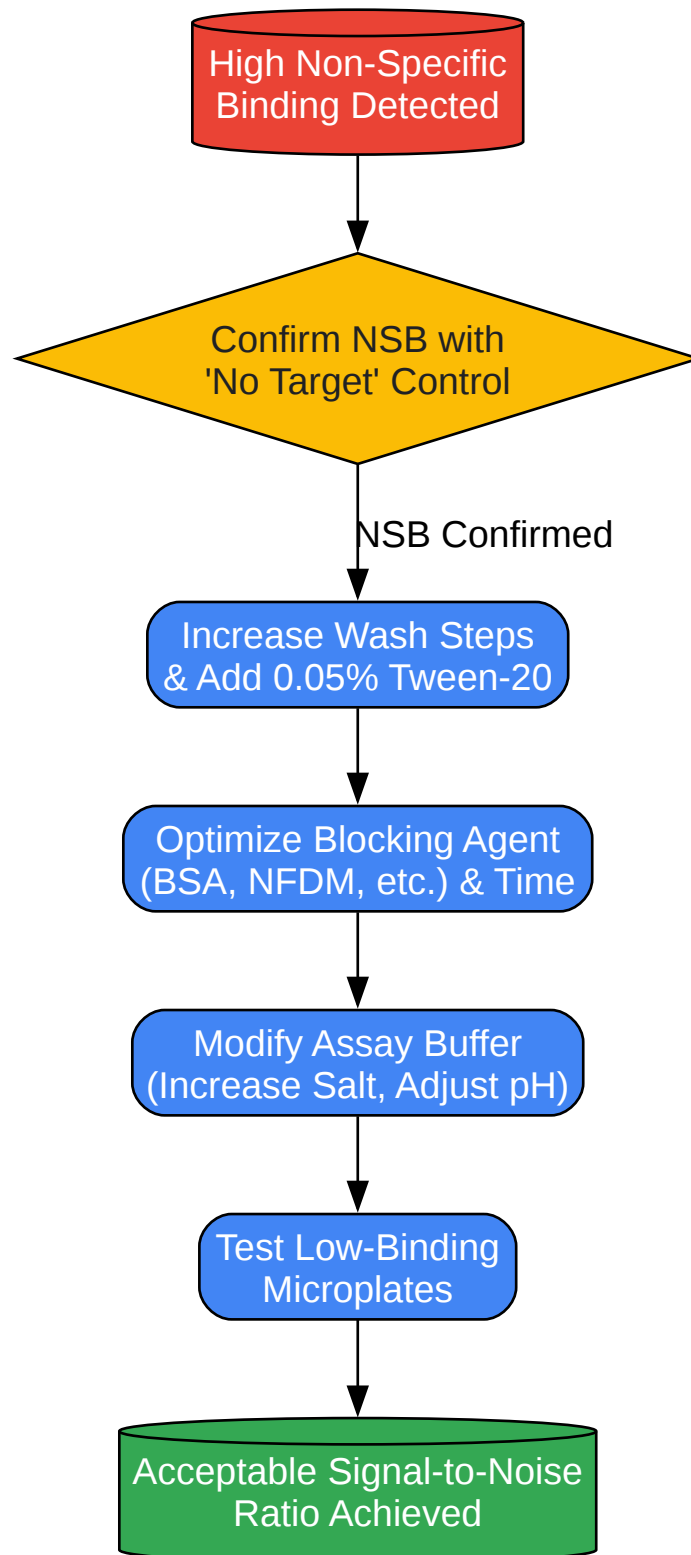 High Non-Specific
Binding Detected
Confirm NSB with
'No Target' Control
NSB Confirmed
Increase Wash Steps
& Add 0.05% Tween-20
Optimize Blocking Agent
(BSA, NFDM, etc.) & Time
Modify Assay Buffer
(Increase Salt, Adjust pH)
Test Low-Binding
Microplates
Acceptable Signal-to-Noise
Ratio Achieved